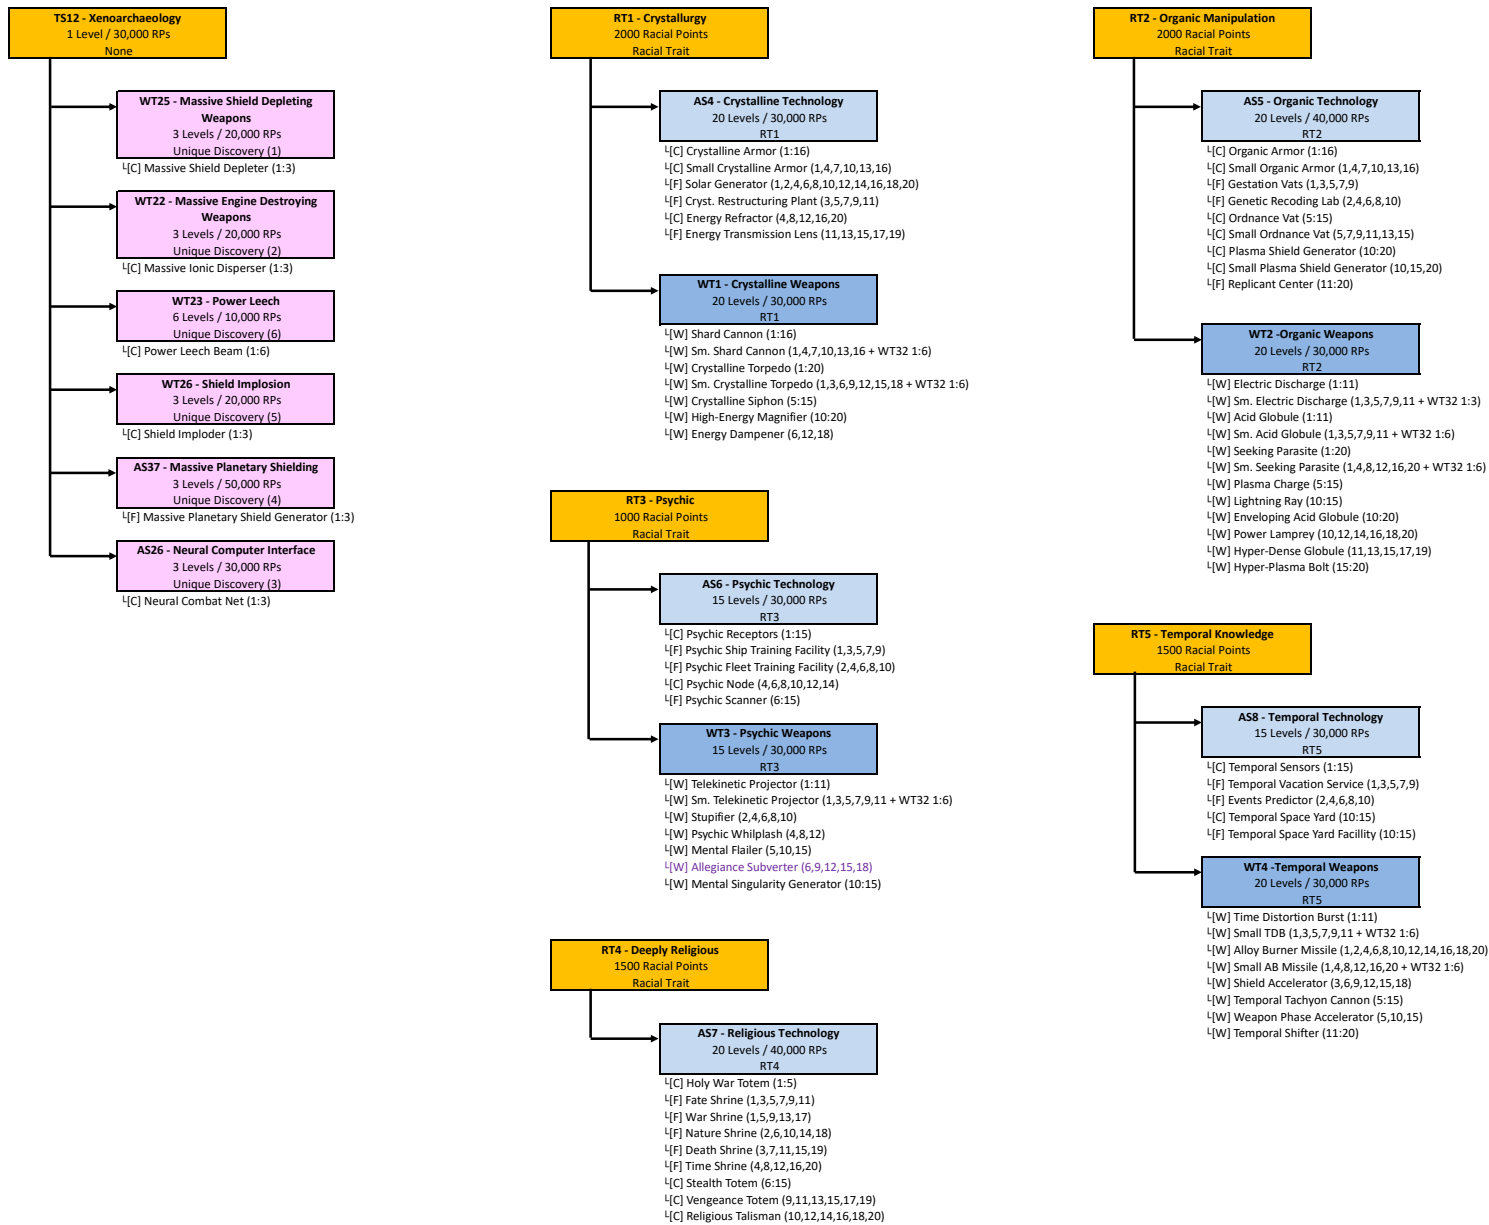 TS12 - Xenoarchaeology
1 Level / 30,000 RPs
None
WT25 - Massive Shield Depleting
Weapons
3 Levels / 20,000 RPs
Unique Discovery (1)
└[C] Massive Shield Depleter (1:3)
WT22 - Massive Engine Destroying
Weapons
3 Levels / 20,000 RPs
Unique Discovery (2)
└[C] Massive Ionic Disperser (1:3)
WT23 - Power Leech
6 Levels / 10,000 RPs
Unique Discovery (6)
└[C] Power Leech Beam (1:6)
WT26 - Shield Implosion
3 Levels / 20,000 RPs
Unique Discovery (5)
└[C] Shield Imploder (1:3)
AS37 - Massive Planetary Shielding
3 Levels / 50,000 RPs
Unique Discovery (4)
└[F] Massive Planetary Shield Generator (1:3)
AS26 - Neural Computer Interface
3 Levels / 30,000 RPs
Unique Discovery (3)
└[C] Neural Combat Net (1:3)
RT1 - Crystallurgy
2000 Racial Points
Racial Trait
AS4 - Crystalline Technology
20 Levels / 30,000 RPs
RT1
└[C] Crystalline Armor (1:16)
└[C] Small Crystalline Armor (1,4,7,10,13,16)
└[F] Solar Generator (1,2,4,6,8,10,12,14,16,18,20)
└[F] Cryst. Restructuring Plant (3,5,7,9,11)
└[C] Energy Refractor (4,8,12,16,20)
└[F] Energy Transmission Lens (11,13,15,17,19)
WT1 - Crystalline Weapons
20 Levels / 30,000 RPs
RT1
└[W] Shard Cannon (1:16)
└[W] Sm. Shard Cannon (1,4,7,10,13,16 + WT32 1:6)
└[W] Crystalline Torpedo (1:20)
└[W] Sm. Crystalline Torpedo (1,3,6,9,12,15,18 + WT32 1:6)
└[W] Crystalline Siphon (5:15)
└[W] High-Energy Magnifier (10:20)
└[W] Energy Dampener (6,12,18)
RT3 - Psychic
1000 Racial Points
Racial Trait
AS6 - Psychic Technology
15 Levels / 30,000 RPs
RT3
└[C] Psychic Receptors (1:15)
└[F] Psychic Ship Training Facility (1,3,5,7,9)
└[F] Psychic Fleet Training Facility (2,4,6,8,10)
└[C] Psychic Node (4,6,8,10,12,14)
└[F] Psychic Scanner (6:15)
WT3 - Psychic Weapons
15 Levels / 30,000 RPs
RT3
└[W] Telekinetic Projector (1:11)
└[W] Sm. Telekinetic Projector (1,3,5,7,9,11 + WT32 1:6)
└[W] Stupifier (2,4,6,8,10)
└[W] Psychic Whilplash (4,8,12)
└[W] Mental Flailer (5,10,15)
└[W] Allegiance Subverter (6,9,12,15,18)
└[W] Mental Singularity Generator (10:15)
RT4 - Deeply Religious
1500 Racial Points
Racial Trait
AS7 - Religious Technology
20 Levels / 40,000 RPs
RT4
└[C] Holy War Totem (1:5)
└[F] Fate Shrine (1,3,5,7,9,11)
└[F] War Shrine (1,5,9,13,17)
└[F] Nature Shrine (2,6,10,14,18)
└[F] Death Shrine (3,7,11,15,19)
└[F] Time Shrine (4,8,12,16,20)
└[C] Stealth Totem (6:15)
└[C] Vengeance Totem (9,11,13,15,17,19)
└[C] Religious Talisman (10,12,14,16,18,20)
RT2 - Organic Manipulation
2000 Racial Points
Racial Trait
AS5 - Organic Technology
20 Levels / 40,000 RPs
RT2
└[C] Organic Armor (1:16)
└[C] Small Organic Armor (1,4,7,10,13,16)
└[F] Gestation Vats (1,3,5,7,9)
└[F] Genetic Recoding Lab (2,4,6,8,10)
└[C] Ordnance Vat (5:15)
└[C] Small Ordnance Vat (5,7,9,11,13,15)
└[C] Plasma Shield Generator (10:20)
└[C] Small Plasma Shield Generator (10,15,20)
└[F] Replicant Center (11:20)
WT2 -Organic Weapons
20 Levels / 30,000 RPs
RT2
└[W] Electric Discharge (1:11)
└[W] Sm. Electric Discharge (1,3,5,7,9,11 + WT32 1:3)
└[W] Acid Globule (1:11)
└[W] Sm. Acid Globule (1,3,5,7,9,11 + WT32 1:6)
└[W] Seeking Parasite (1:20)
└[W] Sm. Seeking Parasite (1,4,8,12,16,20 + WT32 1:6)
└[W] Plasma Charge (5:15)
└[W] Lightning Ray (10:15)
└[W] Enveloping Acid Globule (10:20)
└[W] Power Lamprey (10,12,14,16,18,20)
└[W] Hyper-Dense Globule (11,13,15,17,19)
└[W] Hyper-Plasma Bolt (15:20)
RT5 - Temporal Knowledge
1500 Racial Points
Racial Trait
AS8 - Temporal Technology
15 Levels / 30,000 RPs
RT5
└[C] Temporal Sensors (1:15)
└[F] Temporal Vacation Service (1,3,5,7,9)
└[F] Events Predictor (2,4,6,8,10)
└[C] Temporal Space Yard (10:15)
└[F] Temporal Space Yard Facillity (10:15)
WT4 -Temporal Weapons
20 Levels / 30,000 RPs
RT5
└[W] Time Distortion Burst (1:11)
└[W] Small TDB (1,3,5,7,9,11 + WT32 1:6)
└[W] Alloy Burner Missile (1,2,4,6,8,10,12,14,16,18,20)
└[W] Small AB Missile (1,4,8,12,16,20 + WT32 1:6)
└[W] Shield Accelerator (3,6,9,12,15,18)
└[W] Temporal Tachyon Cannon (5:15)
└[W] Weapon Phase Accelerator (5,10,15)
└[W] Temporal Shifter (11:20)